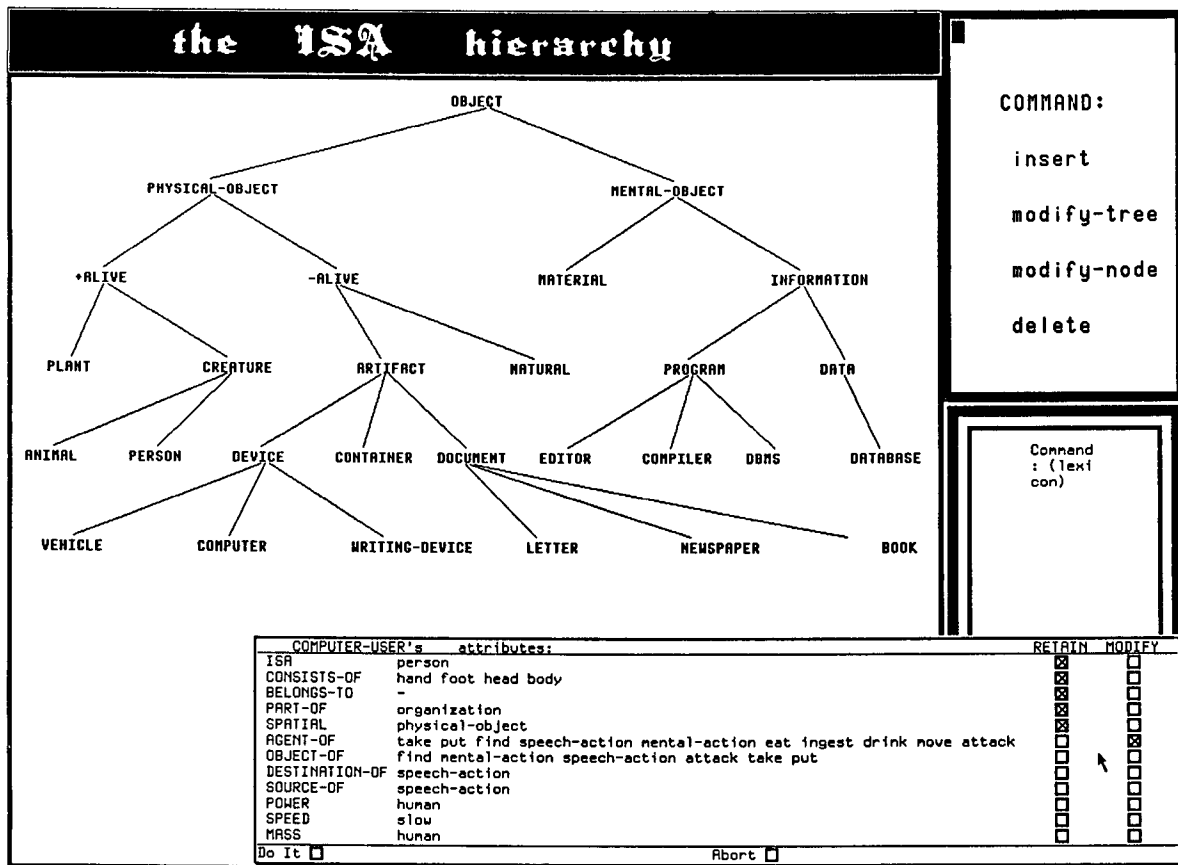 the ISA hierarchy
OBJECT
PHYSICAL-OBJECT MENTAL-OBJECT
+ALIVE -ALIVE MATERIAL INFORMATION
PLANT CREATURE ARTIFACT NATURAL PROGRAM DATA
ANIMAL PERSON DEVICE CONTAINER DOCUMENT EDITOR COMPILER DBMS DATABASE
VEHICLE COMPUTER WRITING-DEVICE LETTER NEWSPAPER BOOK
COMMAND:
insert
modify-tree
modify-node
delete
Command
: (lexi
con)
COMPUTER-USER's attributes: RETAIN MODIFY
ISA person
CONSISTS-OF hand foot head body
BELONGS-TO -
PART-OF organization
SPATIAL physical-object
AGENT-OF take put find speech-action mental-action eat ingest drink move attack
OBJECT-OF find mental-action speech-action attack take put
DESTINATION-OF speech-action
SOURCE-OF speech-action
POWER human
SPEED slow
MASS human
Do It Abort